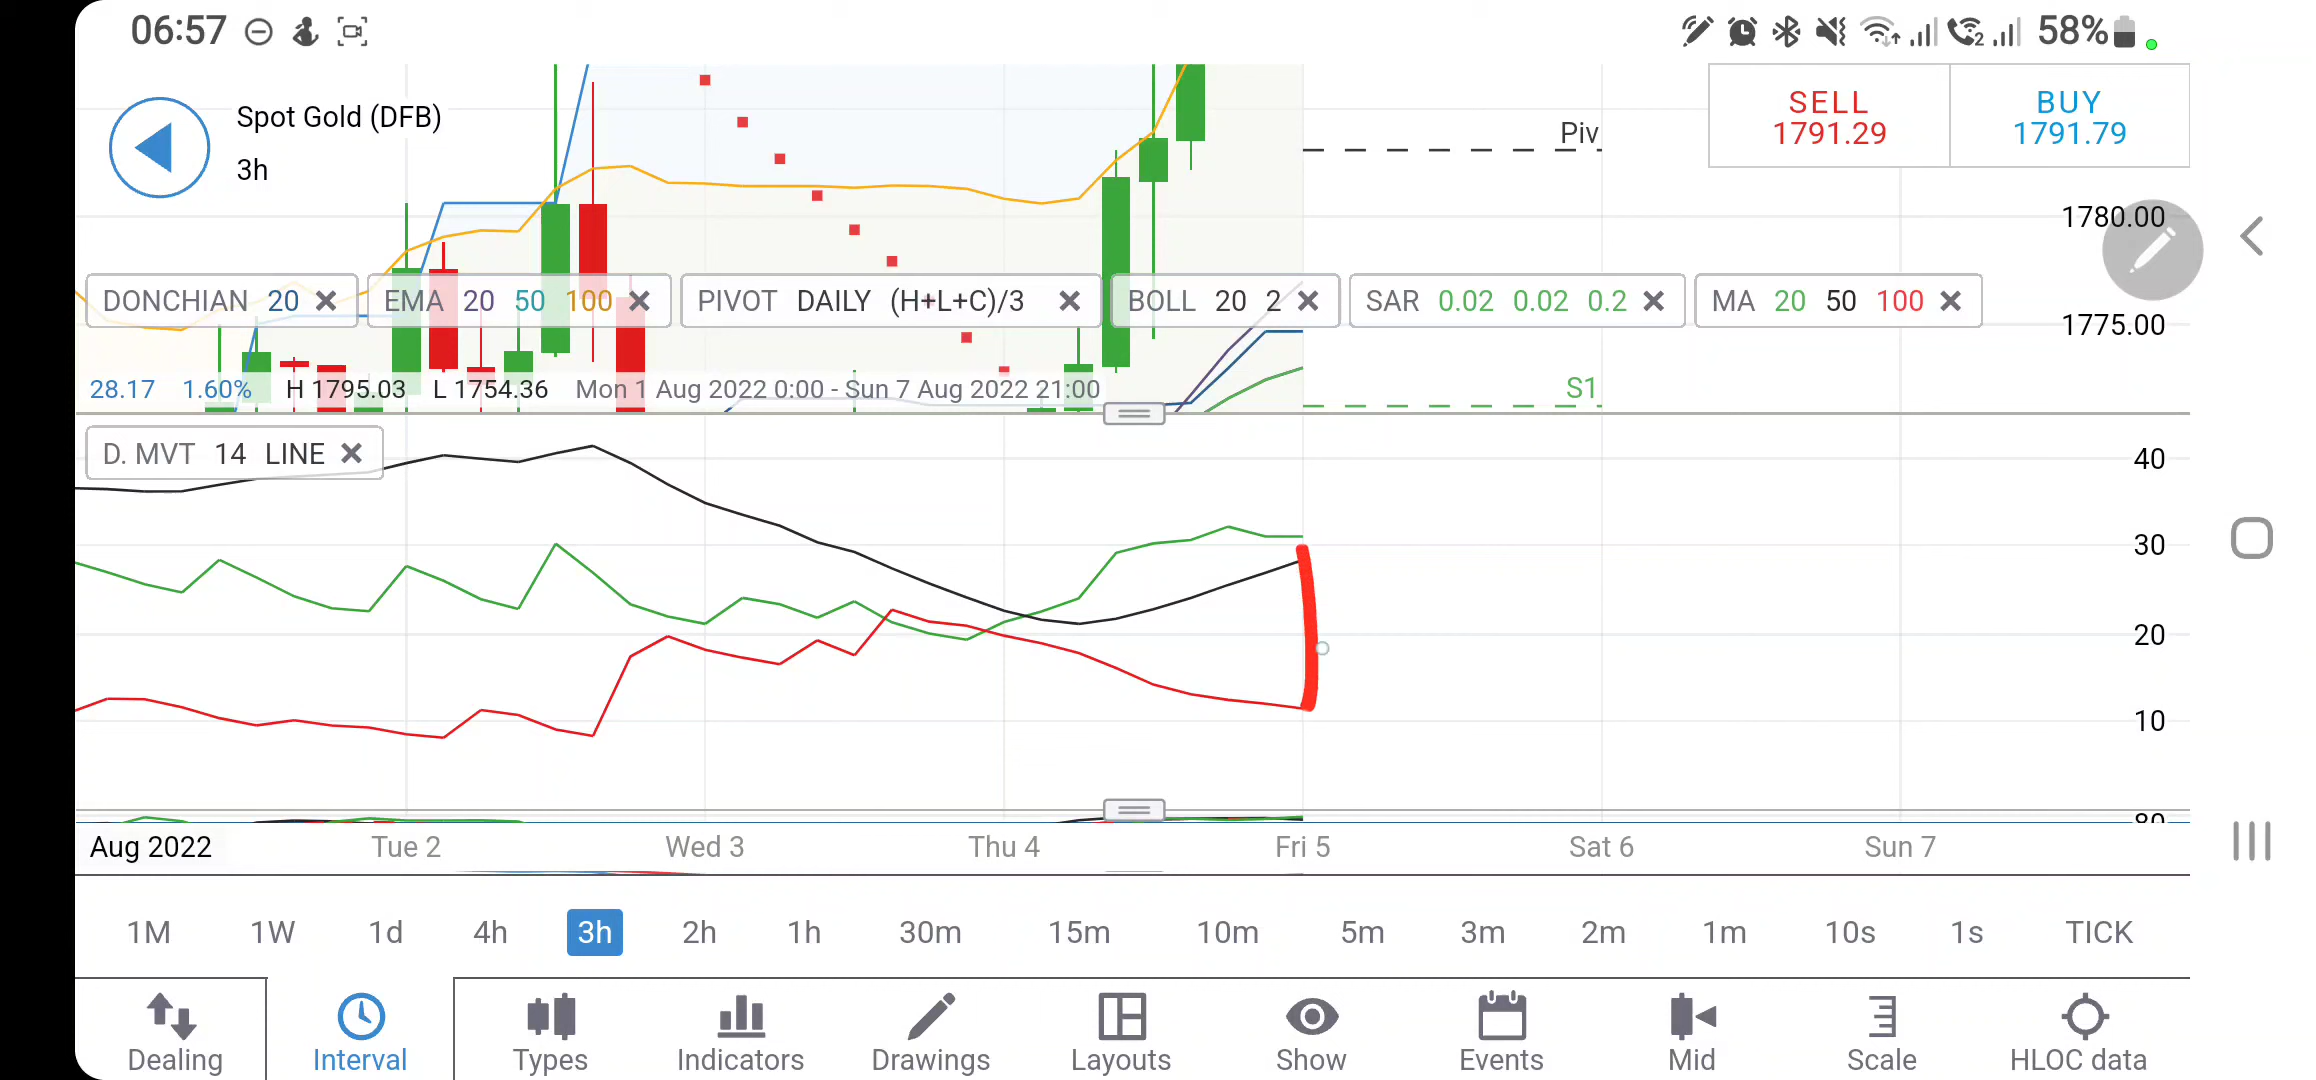 06:57
58%
Spot Gold (DFB)
3h
SELL
1791.29
BUY
1791.79
Piv
1780.00
DONCHIAN 20
EMA 20 50 100
PIVOT DAILY (H+L+C)/3
BOLL 20 2
SAR 0.02 0.02 0.2
MA 20 50 100
1775.00
28.17 1.60% H 1795.03 L 1754.36 Mon 1 Aug 2022 0:00 - Sun 7 Aug 2022 21:00
S1
D. MVT 14 LINE
40
30
20
10
80
Aug 2022 Tue 2 Wed 3 Thu 4 Fri 5 Sat 6 Sun 7
1M 1W 1d 4h 3h 2h 1h 30m 15m 10m 5m 3m 2m 1m 10s 1s TICK
Dealing Interval Types Indicators Drawings Layouts Show Events Mid Scale HLOC data